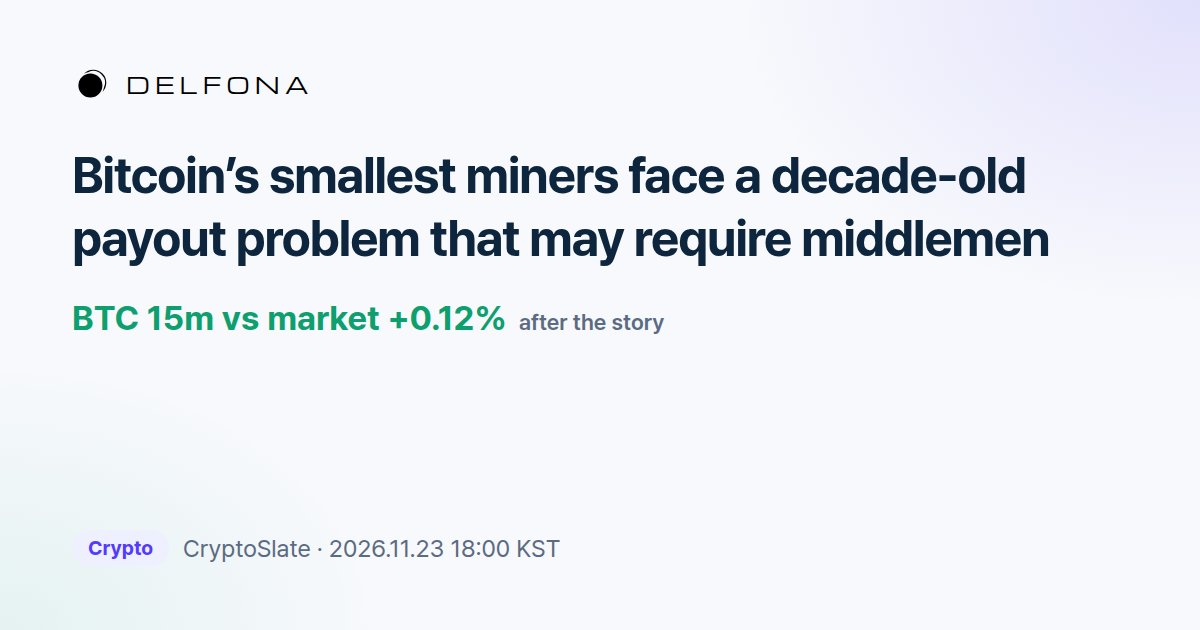 DELFONA
Bitcoin’s smallest miners face a decade-old
payout problem that may require middlemen
BTC 15m vs market +0.12% after the story
Crypto CryptoSlate · 2026.11.23 18:00 KST